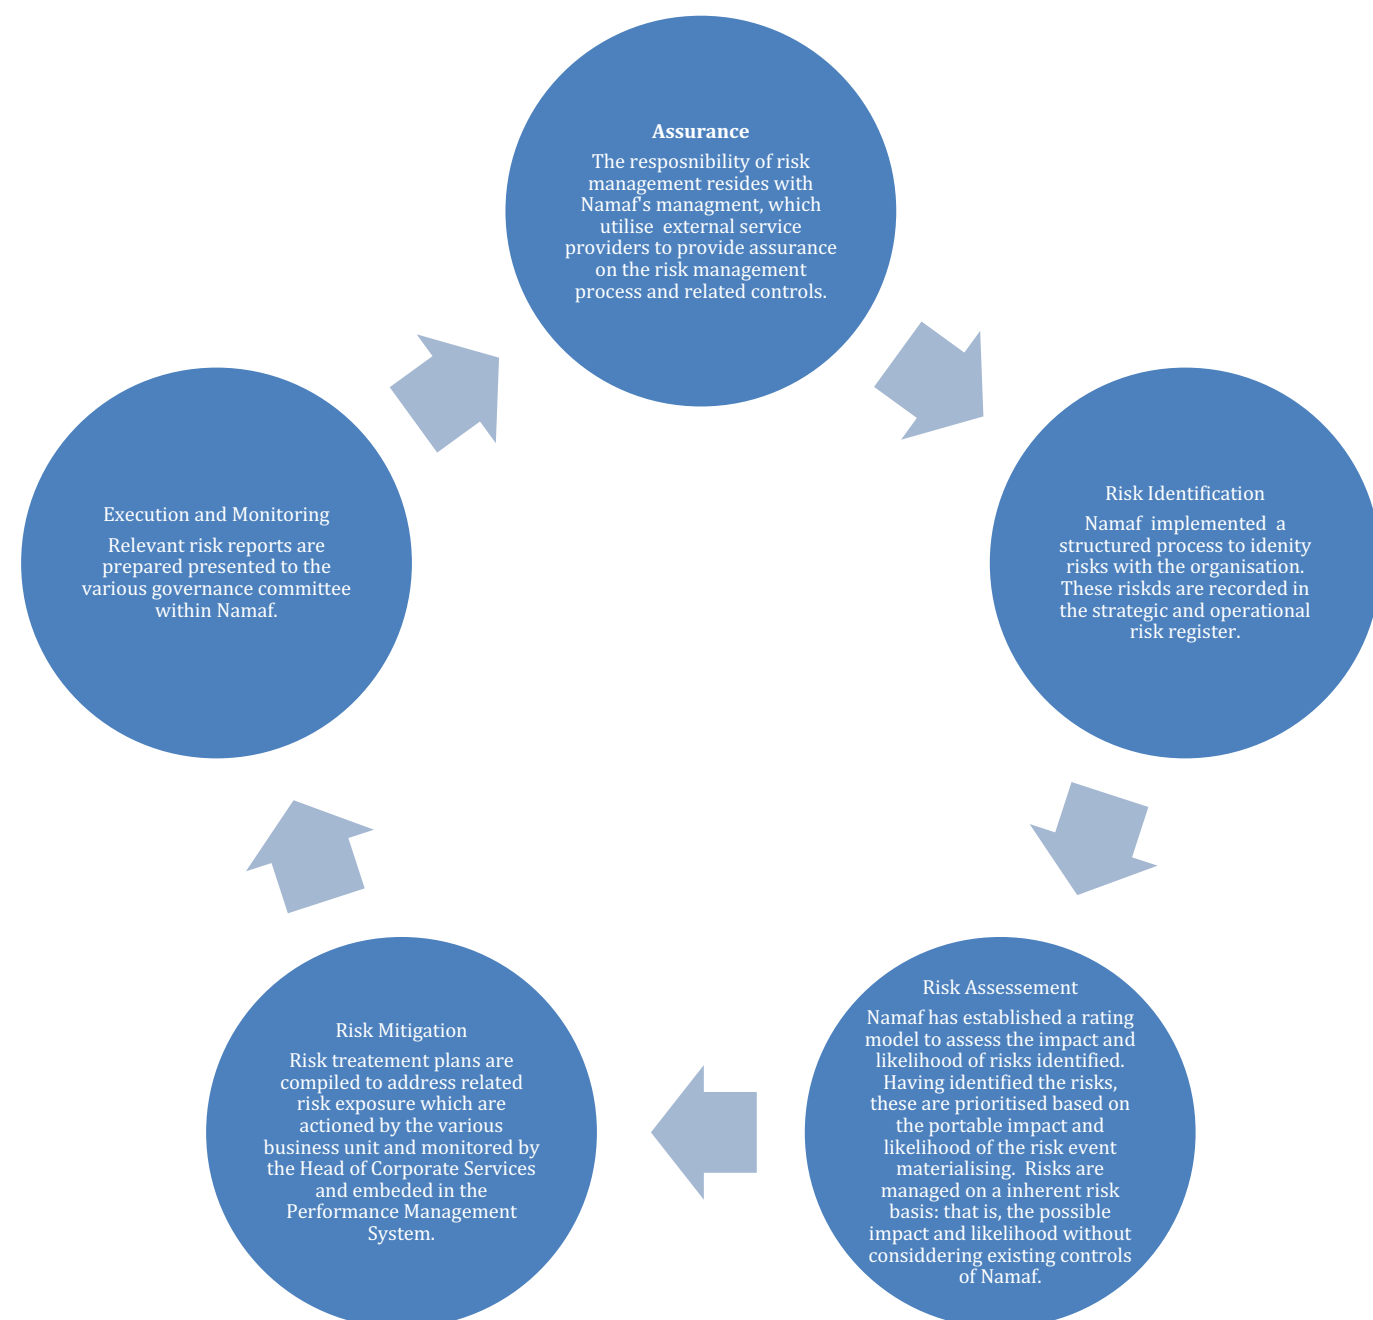 Assurance
The resposnibility of risk
management resides with
Namaf's managment, which
utilise  external service
providers to provide assurance
on the risk management
process and related controls.
Risk Identification
Namaf  implemented  a
structured process to idenity
risks with the organisation.
These riskds are recorded in
the strategic and operational
risk register.
Risk Assessement
Namaf has established a rating
model to assess the impact and
likelihood of risks identified.
Having identified the risks,
these are prioritised based on
the portable impact and
likelihood of the risk event
materialising.  Risks are
managed on a inherent risk
basis: that is, the possible
impact and likelihood without
considdering existing controls
of Namaf.
Risk Mitigation
Risk treatement plans are
compiled to address related
risk exposure which are
actioned by the various
business unit and monitored by
the Head of Corporate Services
and embeded in the
Performance Management
System.
Execution and Monitoring
Relevant risk reports are
prepared presented to the
various governance committee
within Namaf.